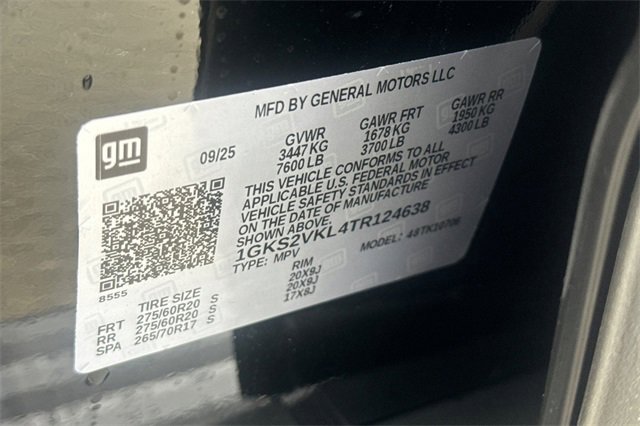 MFD BY GENERAL MOTORS LLC
gm
09/25
GVWR GAWR FRT GAWR RR
3447 KG 1678 KG 1950 KG
7600 LB 3700 LB 4300 LB
THIS VEHICLE CONFORMS TO ALL
APPLICABLE U.S. FEDERAL MOTOR
VEHICLE SAFETY STANDARDS IN EFFECT
ON THE DATE OF MANUFACTURE
SHOWN ABOVE.
1GKS2VKL4TR124638
TYPE: MPV MODEL: 48TK10706
8555
TIRE SIZE RIM
FRT 275/60R20 S 20X9J
RR 275/60R20 S 20X9J
SPA 265/70R17 S 17X8J